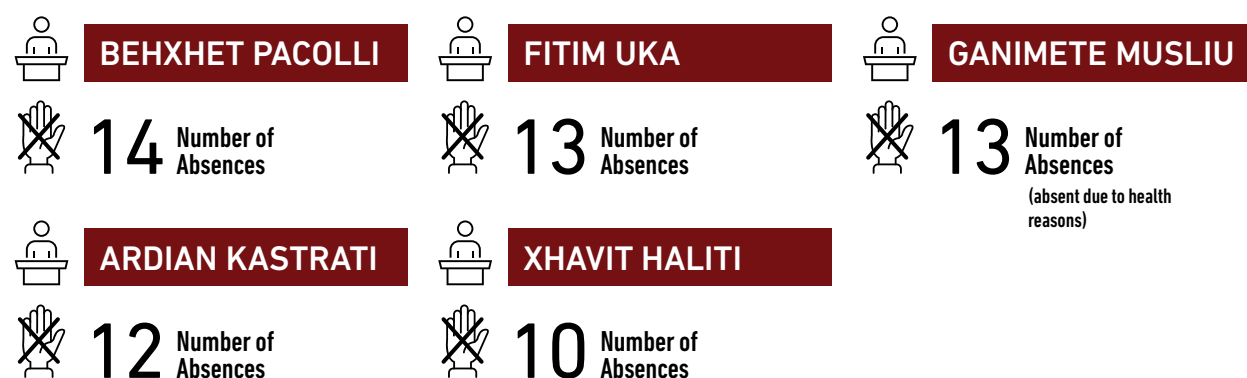 BEHXHET PACOLLI
14 Number of
Absences
FITIM UKA
13 Number of
Absences
GANIMETE MUSLIU
13 Number of
Absences
(absent due to health
reasons)
ARDIAN KASTRATI
12 Number of
Absences
XHAVIT HALITI
10 Number of
Absences